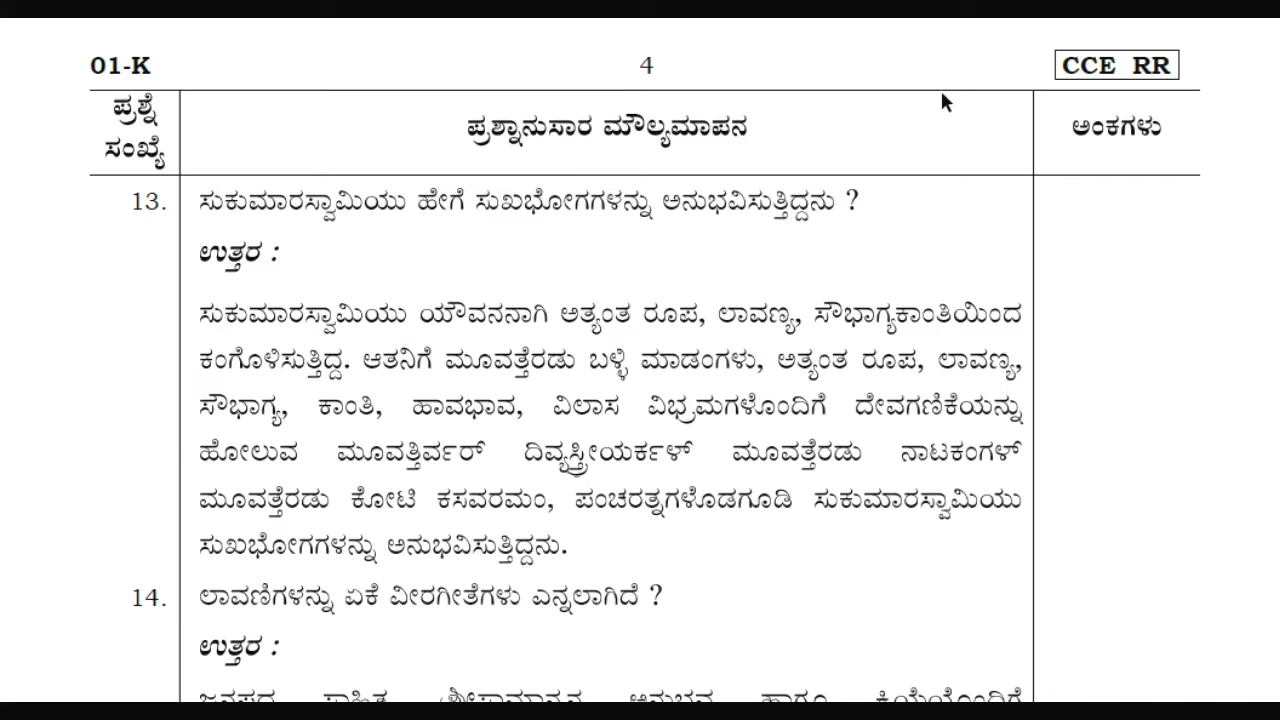 01-K 4 CCE RR
ಪ್ರಶ್ನೆ
ಸಂಖ್ಯೆ
ಪ್ರಶ್ನಾನುಸಾರ ಮೌಲ್ಯಮಾಪನ ಅಂಕಗಳು
13. ಸುಕುಮಾರಸ್ವಾಮಿಯು ಹೇಗೆ ಸುಖಭೋಗಗಳನ್ನು ಅನುಭವಿಸುತ್ತಿದ್ದನು ?
ಉತ್ತರ :
ಸುಕುಮಾರಸ್ವಾಮಿಯು ಯೌವನನಾಗಿ ಅತ್ಯಂತ ರೂಪ, ಲಾವಣ್ಯ, ಸೌಭಾಗ್ಯಕಾಂತಿಯಿಂದ
ಕಂಗೊಳಿಸುತ್ತಿದ್ದ. ಆತನಿಗೆ ಮೂವತ್ತೆರಡು ಬಳ್ಳಿ ಮಾಡಂಗಳು, ಅತ್ಯಂತ ರೂಪ, ಲಾವಣ್ಯ,
ಸೌಭಾಗ್ಯ, ಕಾಂತಿ, ಹಾವಭಾವ, ವಿಲಾಸ ವಿಭ್ರಮಗಳೊಂದಿಗೆ ದೇವಗಣಿಕೆಯನ್ನು
ಹೋಲುವ ಮೂವತ್ತಿರ್ವರ್ ದಿವ್ಯಸ್ತ್ರೀಯರ್ಕಳ್ ಮೂವತ್ತೆರಡು ನಾಟಕಂಗಳ್
ಮೂವತ್ತೆರಡು ಕೋಟಿ ಕಸವರಮಂ, ಪಂಚರತ್ನಗಳೊಡಗೂಡಿ ಸುಕುಮಾರಸ್ವಾಮಿಯು
ಸುಖಭೋಗಗಳನ್ನು ಅನುಭವಿಸುತ್ತಿದ್ದನು.
14. ಲಾವಣಿಗಳನ್ನು ಏಕೆ ವೀರಗೀತೆಗಳು ಎನ್ನಲಾಗಿದೆ ?
ಉತ್ತರ :